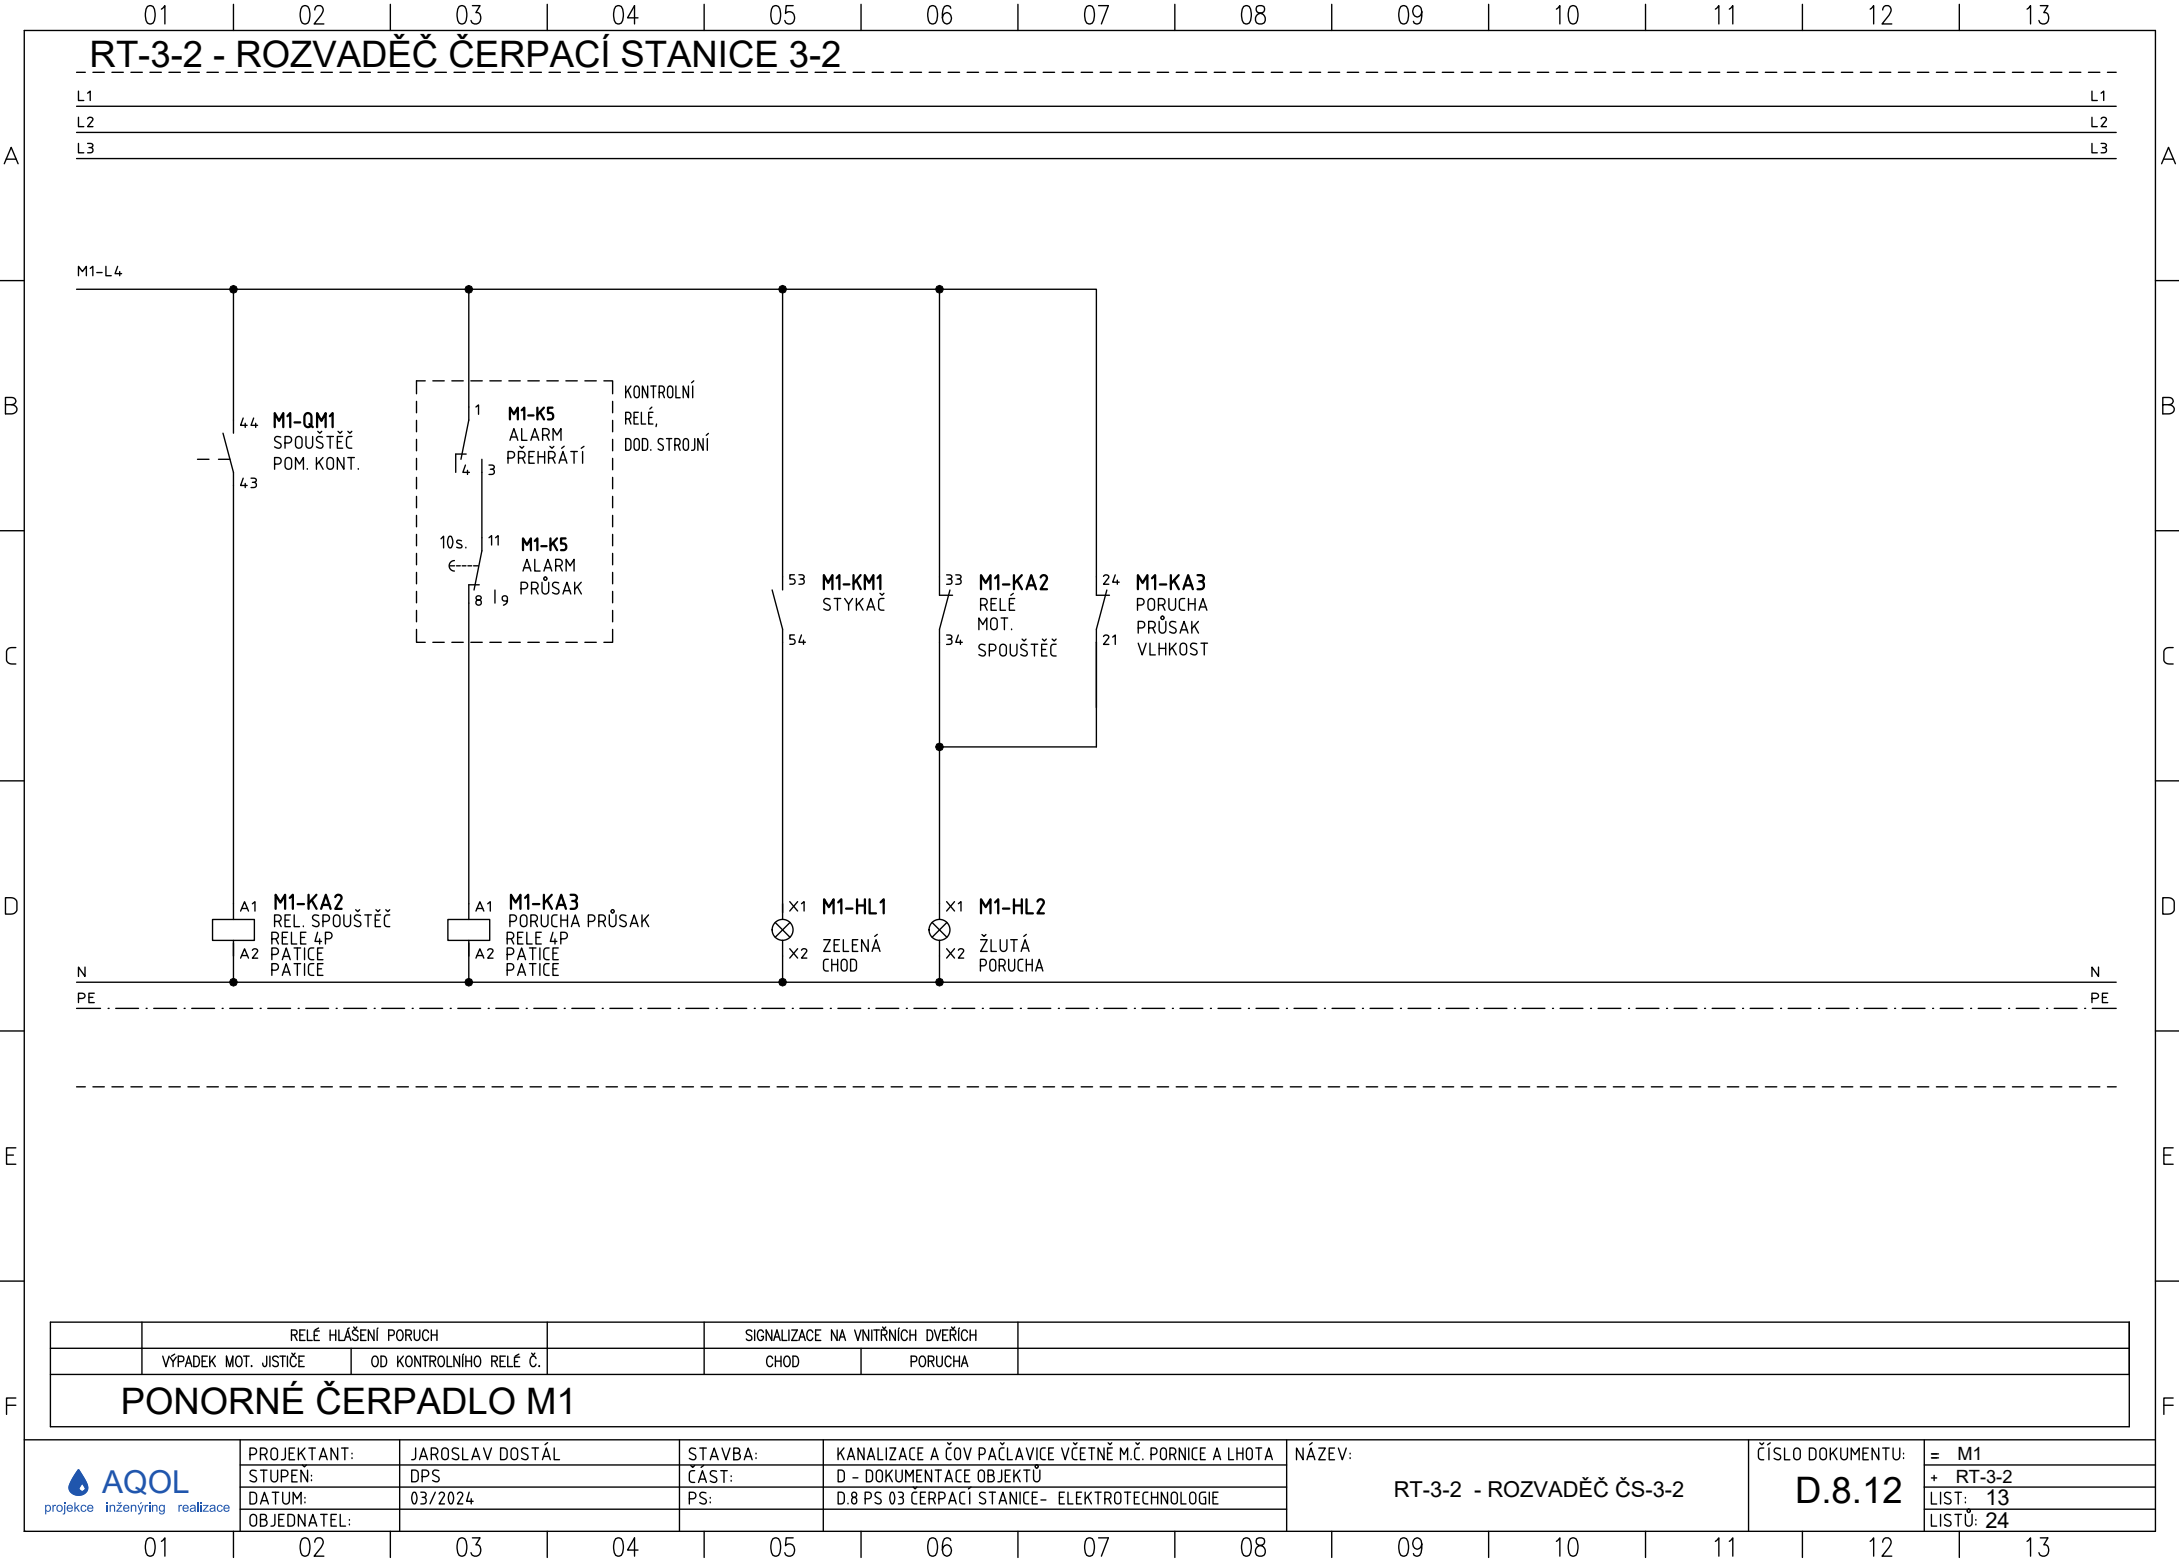 01 02 03 04 05 06 07 08 09 10 11 12 13
RT-3-2 - ROZVADĚČ ČERPACÍ STANICE 3-2
L1 L1
L2 L2
L3 L3
A A
M1-L4
B B
44 M1-QM1
SPOUŠTĚČ
POM. KONT.
43
1 M1-K5
ALARM
PŘEHŘÁTÍ
4 3
KONTROLNÍ
RELÉ,
DOD. STROJNÍ
10s. 11 M1-K5
ALARM
PRŮSAK
8 9
53 M1-KM1
STYKAČ
54
33 M1-KA2
RELÉ
MOT.
34 SPOUŠTĚČ
24 M1-KA3
PORUCHA
PRŮSAK
21 VLHKOST
C C
D D
A1 M1-KA2
REL. SPOUŠTĚČ
RELE 4P
A2 PATICE
PATICE
A1 M1-KA3
PORUCHA PRŮSAK
RELE 4P
A2 PATICE
PATICE
X1 M1-HL1
ZELENÁ
X2 CHOD
X1 M1-HL2
ŽLUTÁ
X2 PORUCHA
N N
PE PE
E E
RELÉ HLÁŠENÍ PORUCH SIGNALIZACE NA VNITŘNÍCH DVEŘÍCH
VÝPADEK MOT. JISTIČE OD KONTROLNÍHO RELÉ Č. CHOD PORUCHA
PONORNÉ ČERPADLO M1
F F
AQOL
projekce inženýring realizace
PROJEKTANT: JAROSLAV DOSTÁL
STUPEŇ: DPS
DATUM: 03/2024
OBJEDNATEL:
STAVBA: KANALIZACE A ČOV PAČLAVICE VČETNĚ M.Č. PORNICE A LHOTA
ČÁST: D - DOKUMENTACE OBJEKTŮ
PS: D.8 PS 03 ČERPACÍ STANICE- ELEKTROTECHNOLOGIE
NÁZEV:
RT-3-2 - ROZVADĚČ ČS-3-2
ČÍSLO DOKUMENTU:
D.8.12
= M1
+ RT-3-2
LIST: 13
LISTŮ: 24
01 02 03 04 05 06 07 08 09 10 11 12 13